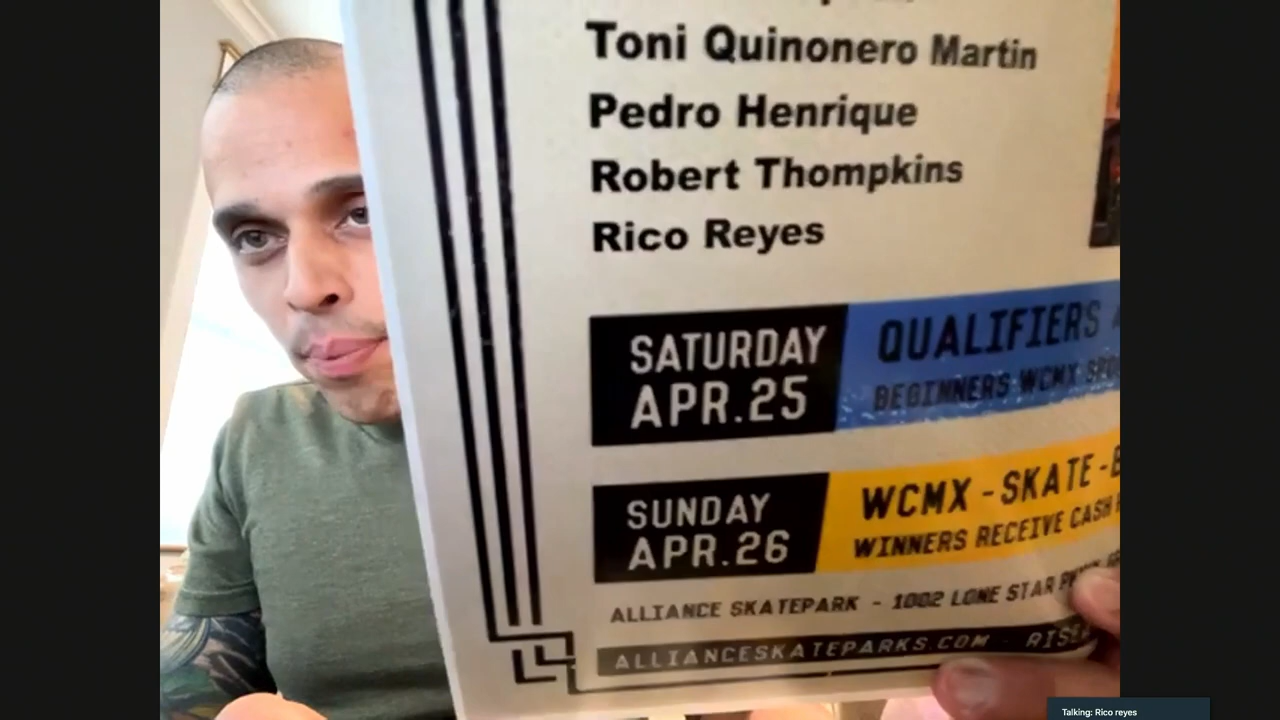 Toni Quinonero Martin
Pedro Henrique
Robert Thompkins
Rico Reyes
SATURDAY
APR.25
QUALIFIERS
BEGINNERS WCMX
SUNDAY
APR.26
WCMX - SKATE -
WINNERS RECEIVE CASH
ALLIANCE SKATEPARK - 1002 LONE STAR
ALLIANCESKATEPARKS.COM
Talking: Rico reyes